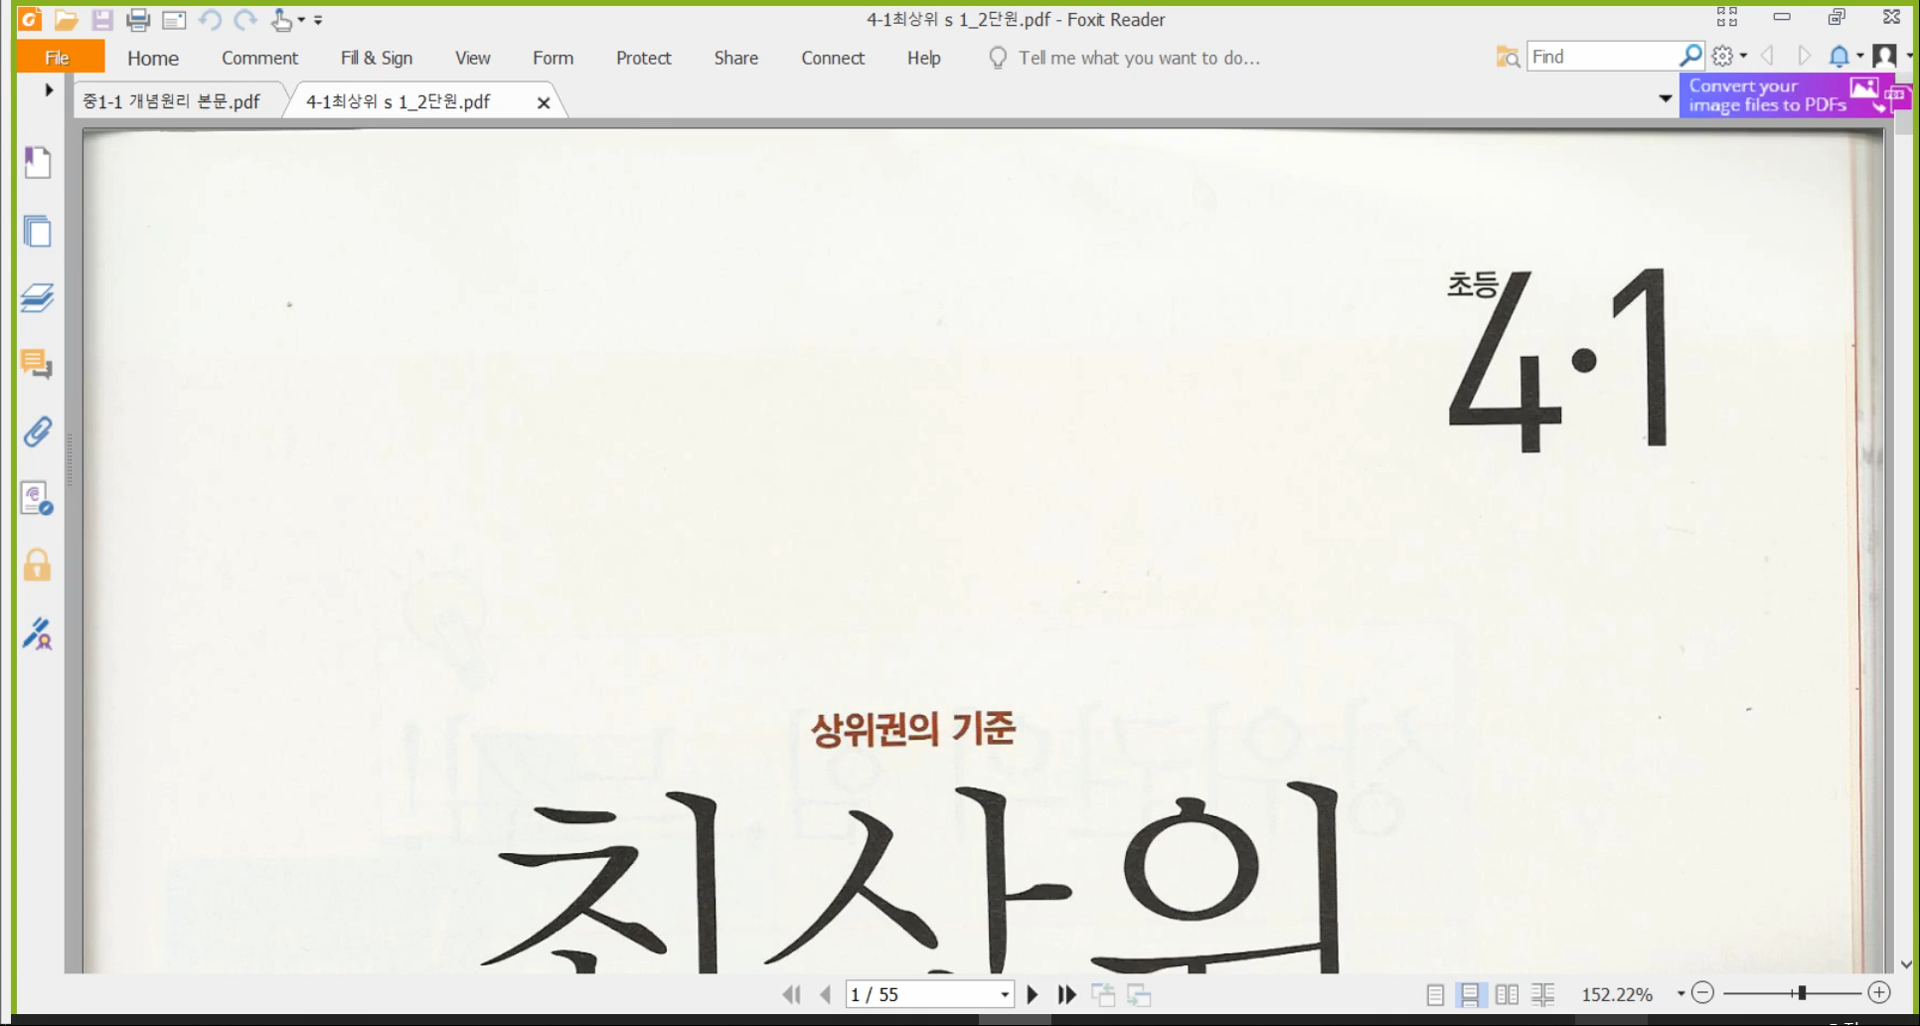 4-1최상위 s 1_2단원.pdf - Foxit Reader
File Home Comment Fill & Sign View Form Protect Share Connect Help Tell me what you want to do... Find
중1-1 개념원리 본문.pdf 4-1최상위 s 1_2단원.pdf
Convert your
image files to PDFs
초등 4·1
상위권의 기준
최상위
1 / 55 152.22%